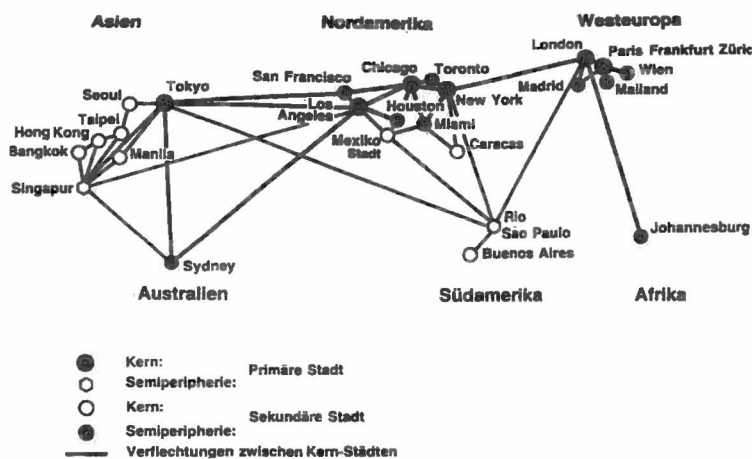 Asien
Nordamerika
Westeuropa
London
Paris Frankfurt Züric
Wien
Madrid
Mailand
Chicago
Toronto
San Francisco
New York
Tokyo
Seoul
Los
Angeles
Houston
Taipei
Hong Kong
Bangkok
Manila
Miami
Mexiko
Stadt
Caracas
Singapur
Rio
São Paulo
Johannesburg
Sydney
Buenos Aires
Australien
Südamerika
Afrika
Kern:
Primäre Stadt
Semiperipherie:
Kern:
Sekundäre Stadt
Semiperipherie:
Verflechtungen zwischen Kern-Städten